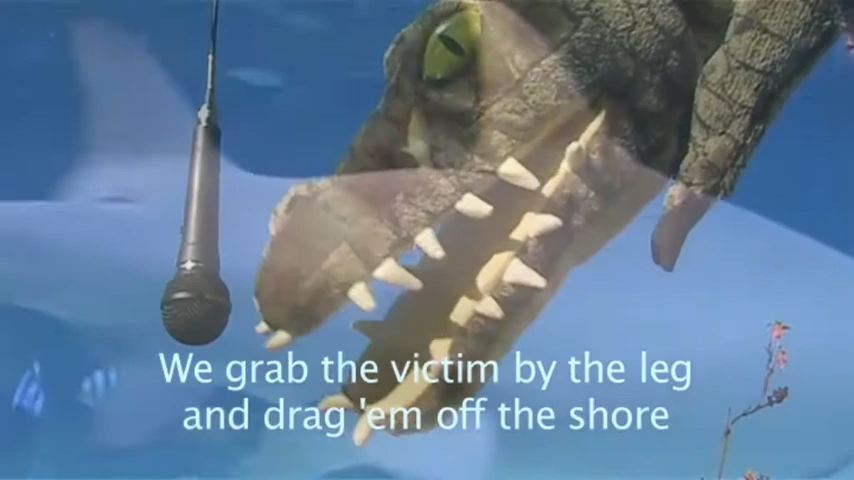 We grab the victim by the leg
and drag 'em off the shore